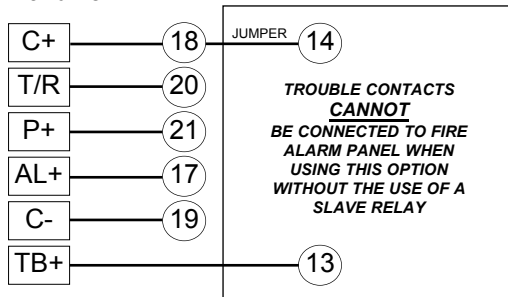 C+ 18 JUMPER 14
T/R 20
P+ 21
AL+ 17
C- 19
TB+ 13
TROUBLE CONTACTS
CANNOT
BE CONNECTED TO FIRE
ALARM PANEL WHEN
USING THIS OPTION
WITHOUT THE USE OF A
SLAVE RELAY